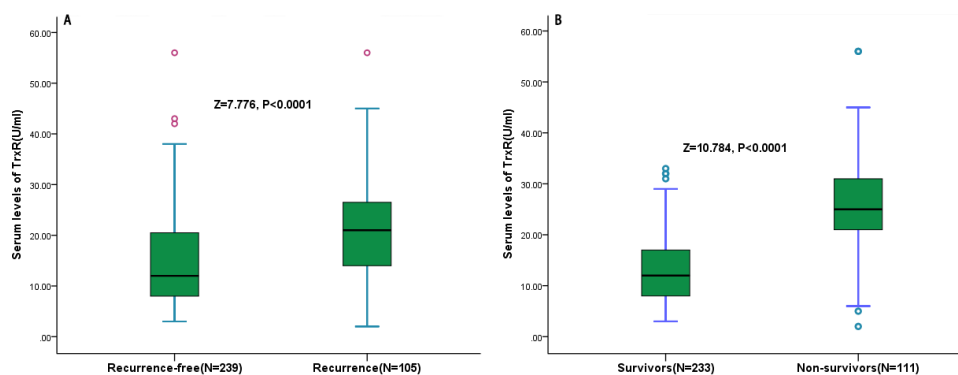 A
Serum levels of TrxR(U/ml)
60.00
50.00
40.00
30.00
20.00
10.00
.00
Z=7.776, P<0.0001
Recurrence-free(N=239)
Recurrence(N=105)
B
Serum levels of TrxR(U/ml)
60.00
50.00
40.00
30.00
20.00
10.00
.00
Z=10.784, P<0.0001
Survivors(N=233)
Non-survivors(N=111)